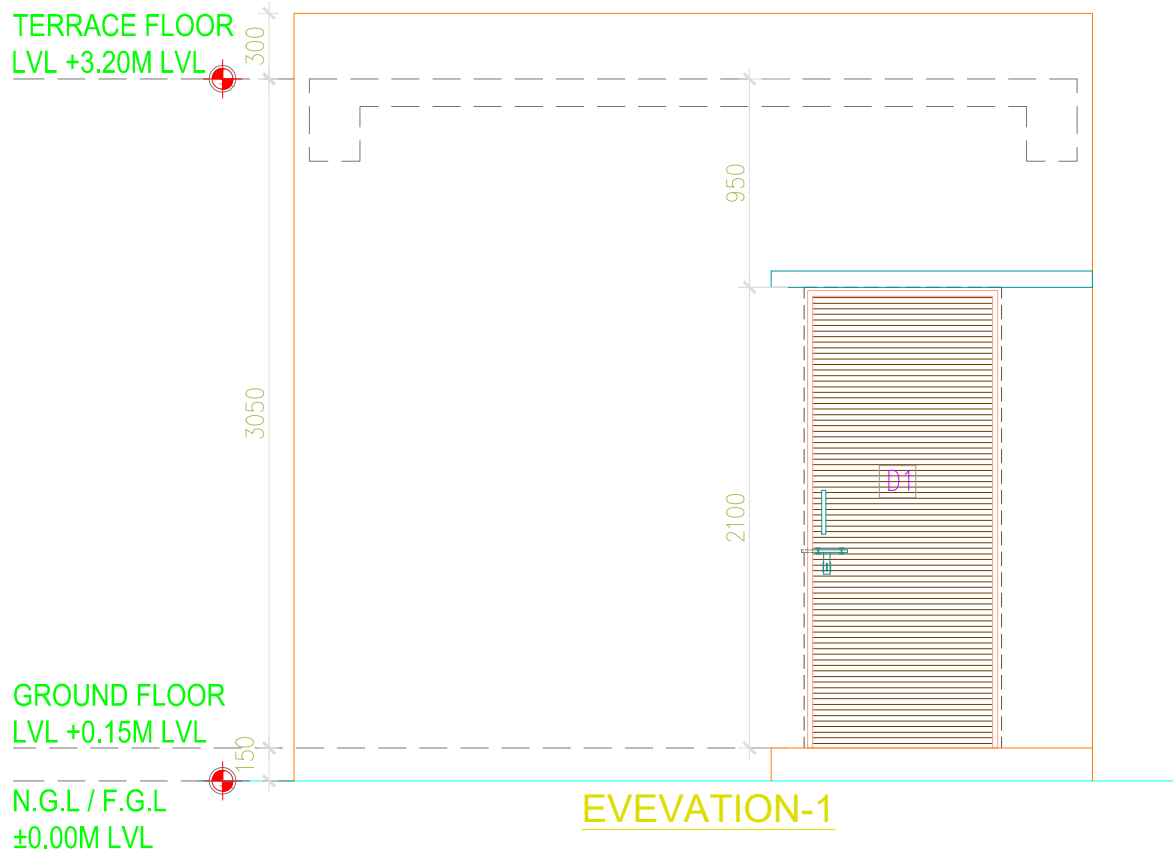 TERRACE FLOOR
LVL +3.20M LVL
300
950
3050
D1
2100
GROUND FLOOR
LVL +0.15M LVL
150
N.G.L / F.G.L
±0.00M LVL
EVEVATION-1